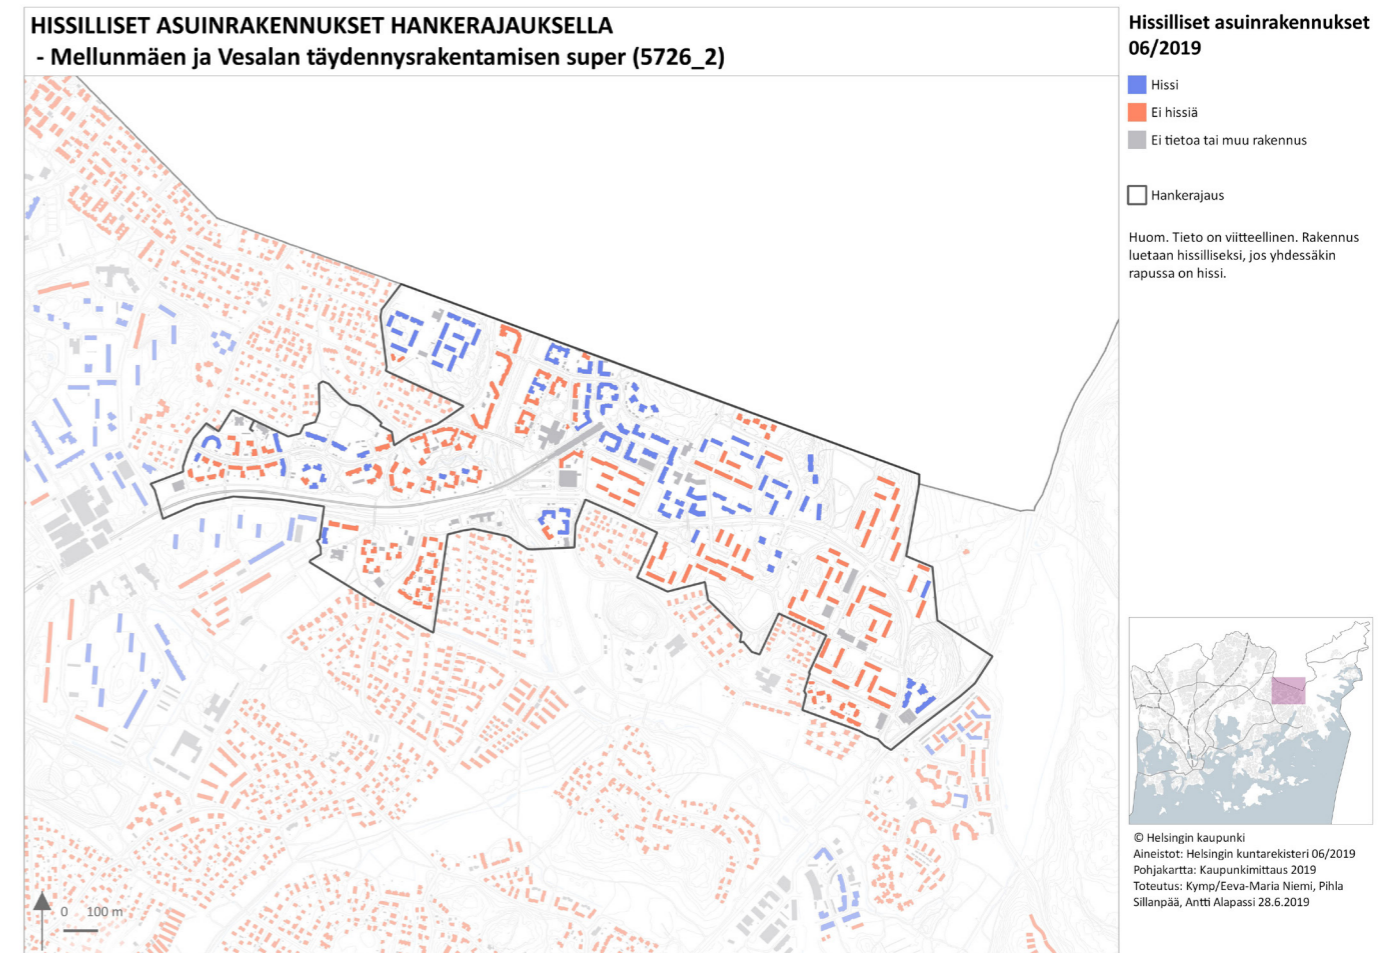 HISSILLISET ASUINRAKENNUKSET HANKERAJAUKSELLA
- Mellunmäen ja Vesalan täydennysrakentamisen super (5726_2)
Hissilliset asuinrakennukset
06/2019
Hissi
Ei hissiä
Ei tietoa tai muu rakennus
Hankerajaus
Huom. Tieto on viitteellinen. Rakennus
luetaan hissilliseksi, jos yhdessäkin
rapussa on hissi.
© Helsingin kaupunki
Aineistot: Helsingin kuntarekisteri 06/2019
Pohjakartta: Kaupunkimittaus 2019
Toteutus: Kymp/Eeva-Maria Niemi, Pihla
Sillanpää, Antti Alapassi 28.6.2019
0 100 m